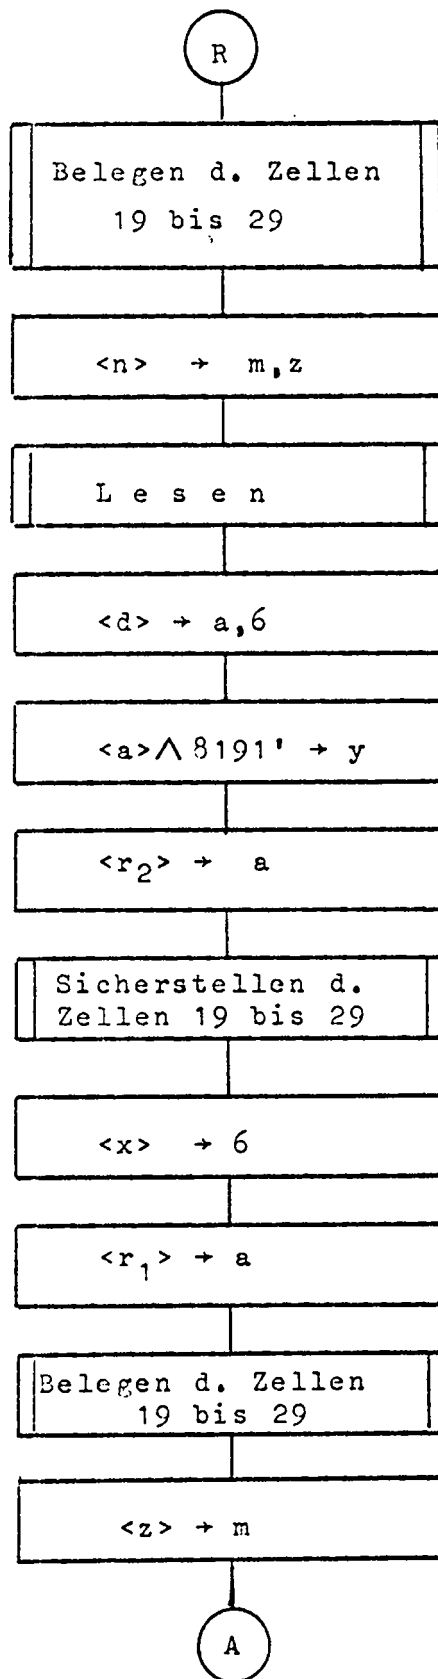 R
Belegen d. Zellen
19 bis 29
<n> → m,z
L e s e n
<d> → a,6
<a>∧8191' → y
<r₂> → a
Sicherstellen d.
Zellen 19 bis 29
<x> → 6
<r₁> → a
Belegen d. Zellen
19 bis 29
<z> → m
A